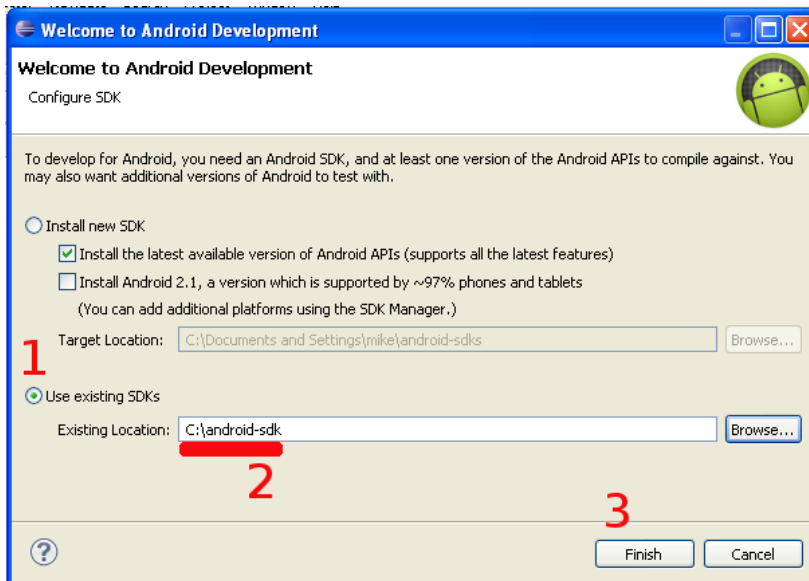 Welcome to Android Development
Welcome to Android Development
Configure SDK
To develop for Android, you need an Android SDK, and at least one version of the Android APIs to compile against. You
may also want additional versions of Android to test with.
Install new SDK
Install the latest available version of Android APIs (supports all the latest features)
Install Android 2.1, a version which is supported by ~97% phones and tablets
(You can add additional platforms using the SDK Manager.)
Target Location: C:\Documents and Settings\mike\android-sdks Browse...
1
Use existing SDKs
Existing Location: C:\android-sdk Browse...
2
3
? Finish Cancel